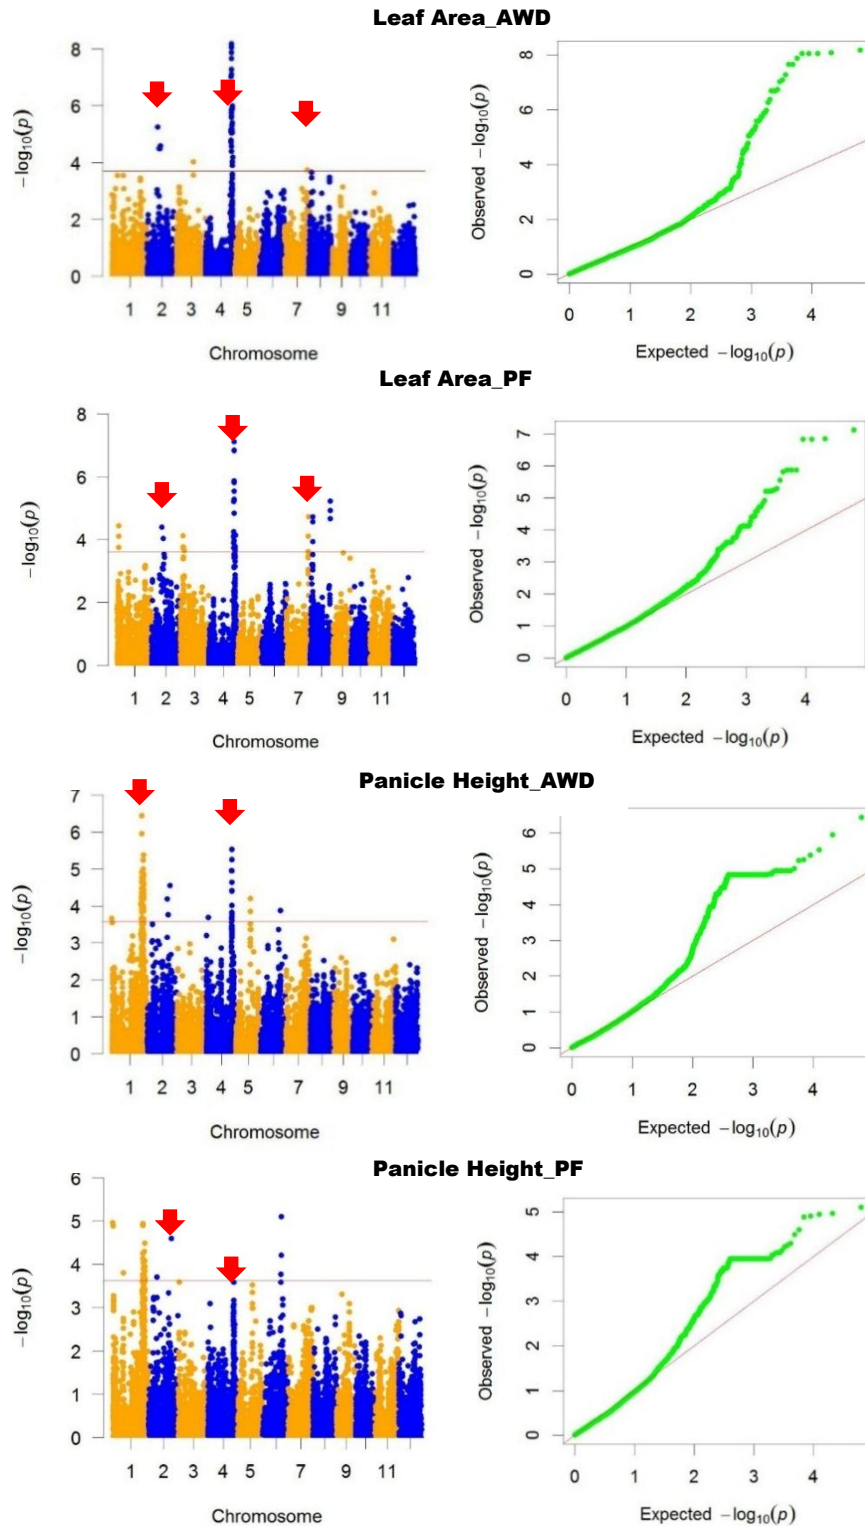 Leaf Area_AWD
−log10(p)
8
6
4
2
0
1 2 3 4 5 7 9 11
Chromosome
Observed −log10(p)
8
6
4
2
0
0 1 2 3 4
Expected −log10(p)
Leaf Area_PF
−log10(p)
8
6
4
2
0
1 2 3 4 5 7 9 11
Chromosome
Observed −log10(p)
7
6
5
4
3
2
1
0
0 1 2 3 4
Expected −log10(p)
Panicle Height_AWD
−log10(p)
7
6
5
4
3
2
1
0
1 2 3 4 5 7 9 11
Chromosome
Observed −log10(p)
6
5
4
3
2
1
0
0 1 2 3 4
Expected −log10(p)
Panicle Height_PF
−log10(p)
6
5
4
3
2
1
0
1 2 3 4 5 7 9 11
Chromosome
Observed −log10(p)
5
4
3
2
1
0
0 1 2 3 4
Expected −log10(p)